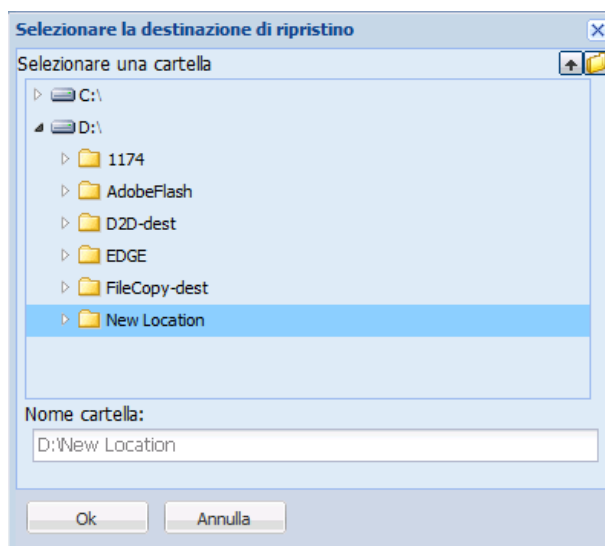 Selezionare la destinazione di ripristino
Selezionare una cartella
C:\
D:\
1174
AdobeFlash
D2D-dest
EDGE
FileCopy-dest
New Location
Nome cartella:
D:\New Location
Ok Annulla